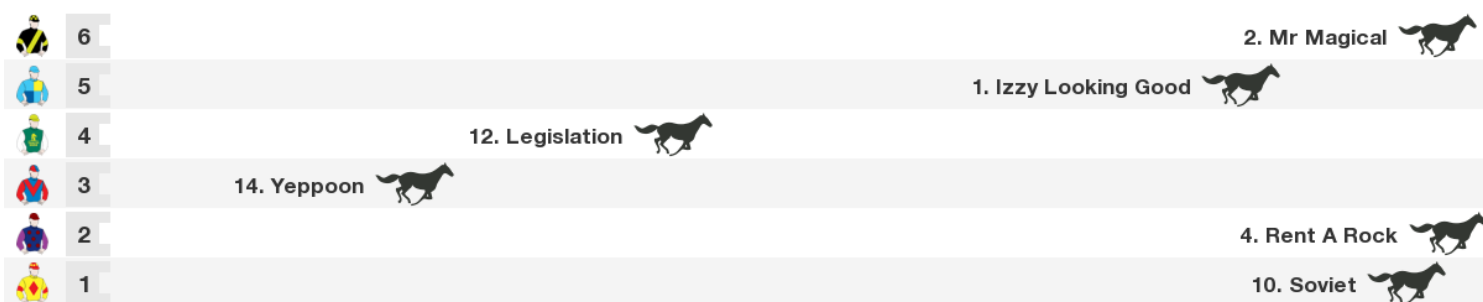 6 2. Mr Magical
5 1. Izzy Looking Good
4 12. Legislation
3 14. Yeppoon
2 4. Rent A Rock
1 10. Soviet